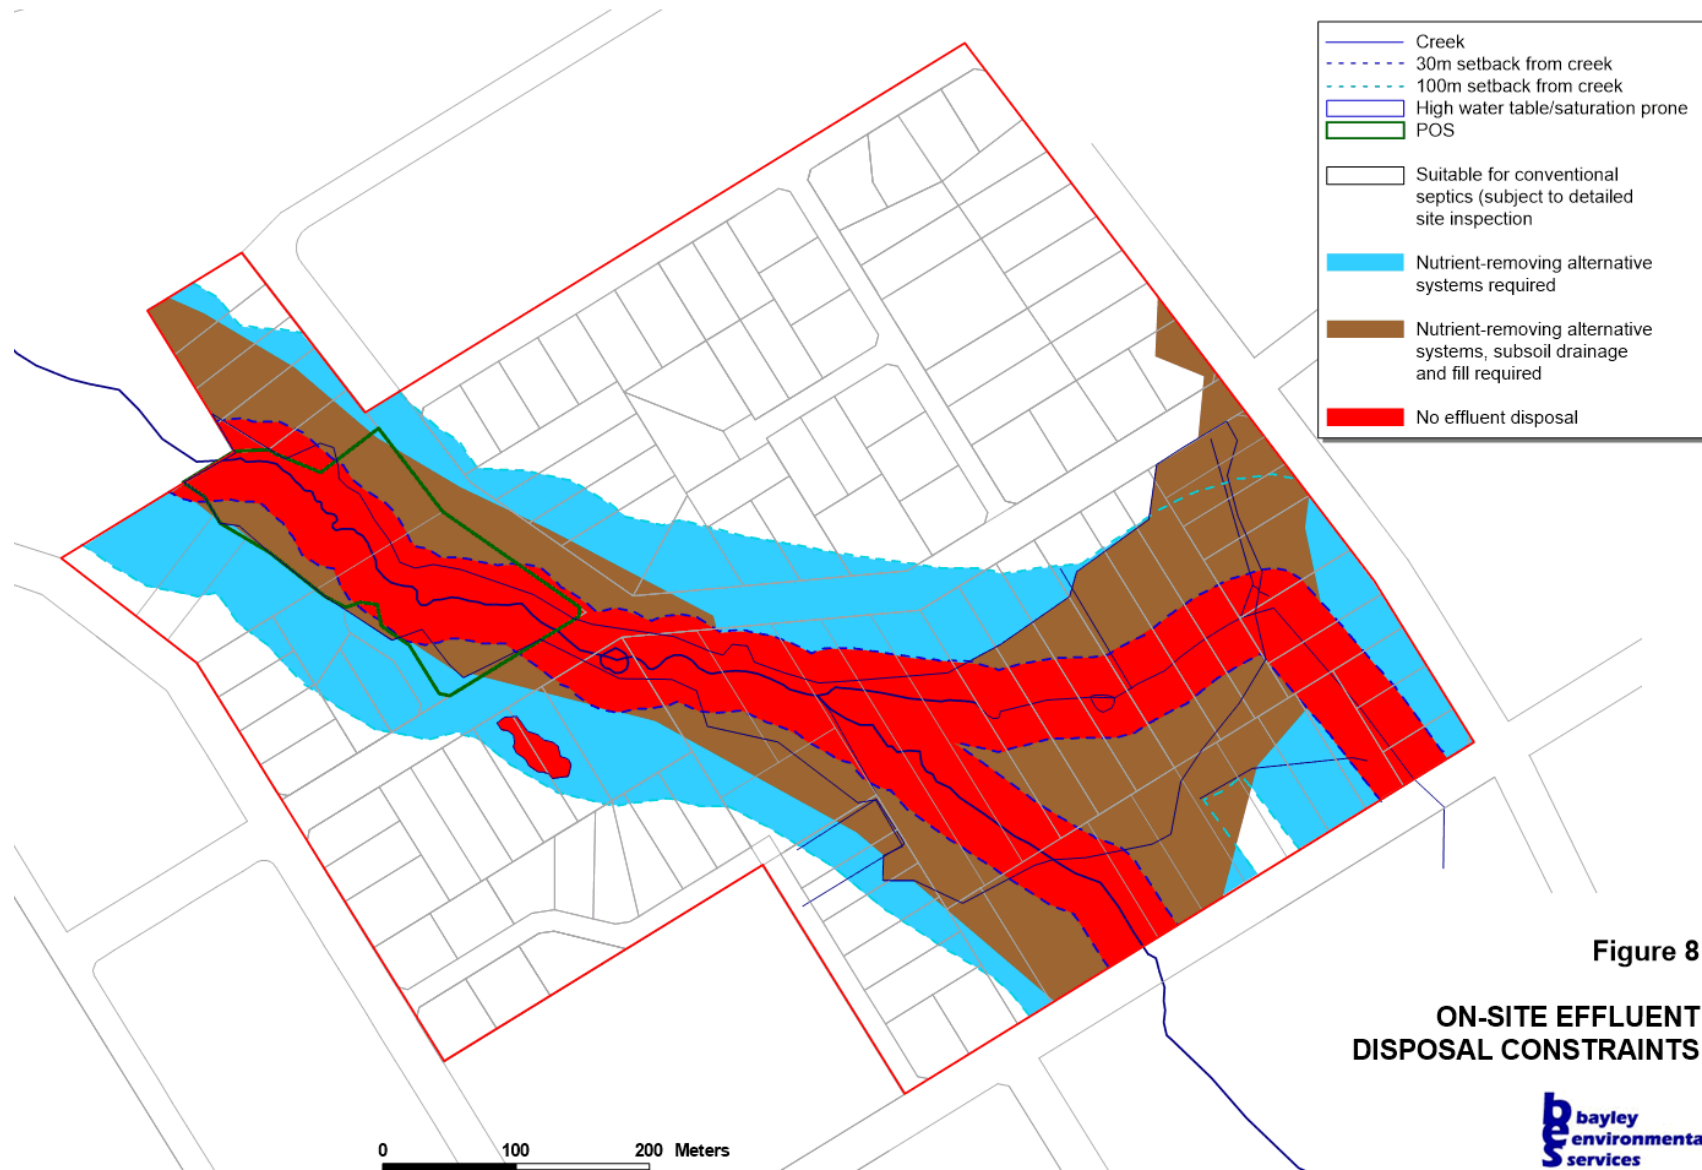 Creek
30m setback from creek
100m setback from creek
High water table/saturation prone
POS
Suitable for conventional
septics (subject to detailed
site inspection
Nutrient-removing alternative
systems required
Nutrient-removing alternative
systems, subsoil drainage
and fill required
No effluent disposal
Figure 8
ON-SITE EFFLUENT
DISPOSAL CONSTRAINTS
0 100 200 Meters
bes
bayley
environmenta
services